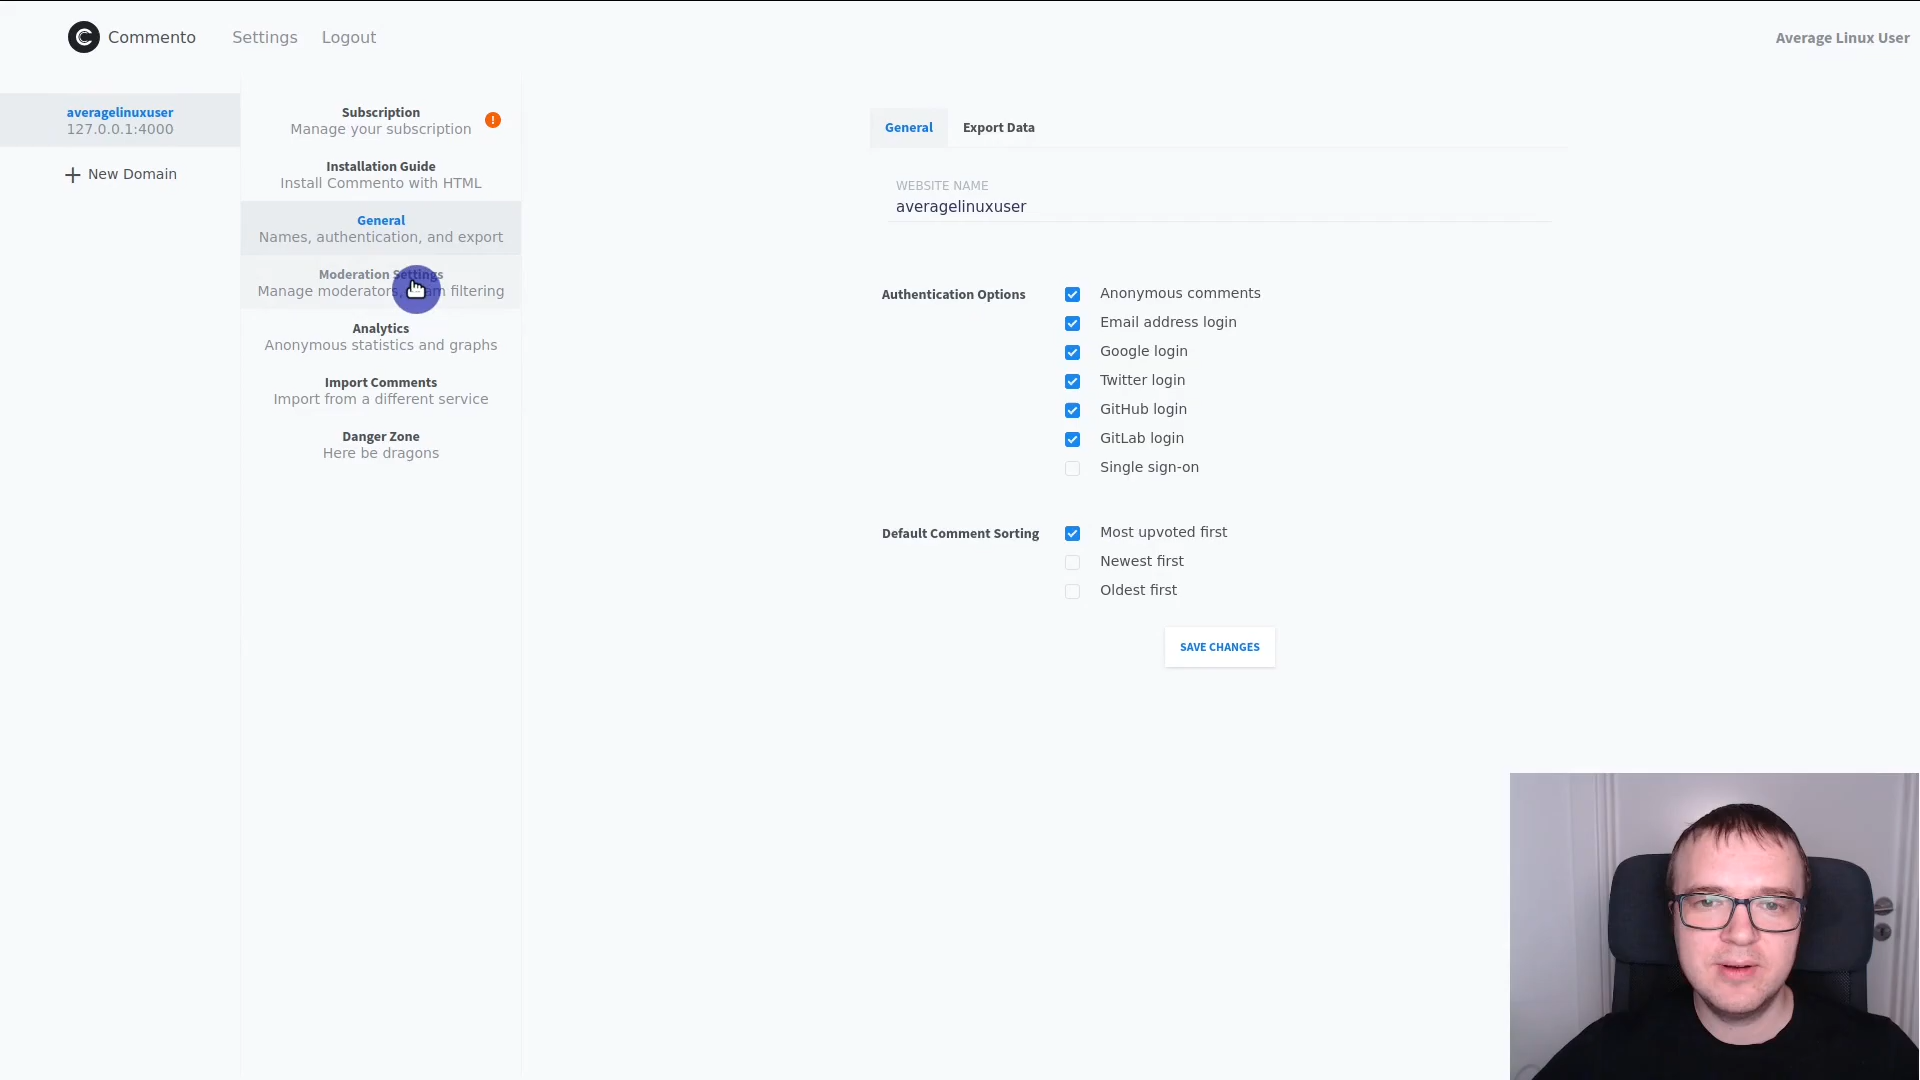 Commento
Settings
Logout
Average Linux User
averagelinuxuser
127.0.0.1:4000
+ New Domain
Subscription
Manage your subscription
!
Installation Guide
Install Commento with HTML
General
Names, authentication, and export
Moderation Settings
Manage moderators, filtering
Analytics
Anonymous statistics and graphs
Import Comments
Import from a different service
Danger Zone
Here be dragons
General
Export Data
WEBSITE NAME
averagelinuxuser
Authentication Options
Anonymous comments
Email address login
Google login
Twitter login
GitHub login
GitLab login
Single sign-on
Default Comment Sorting
Most upvoted first
Newest first
Oldest first
SAVE CHANGES